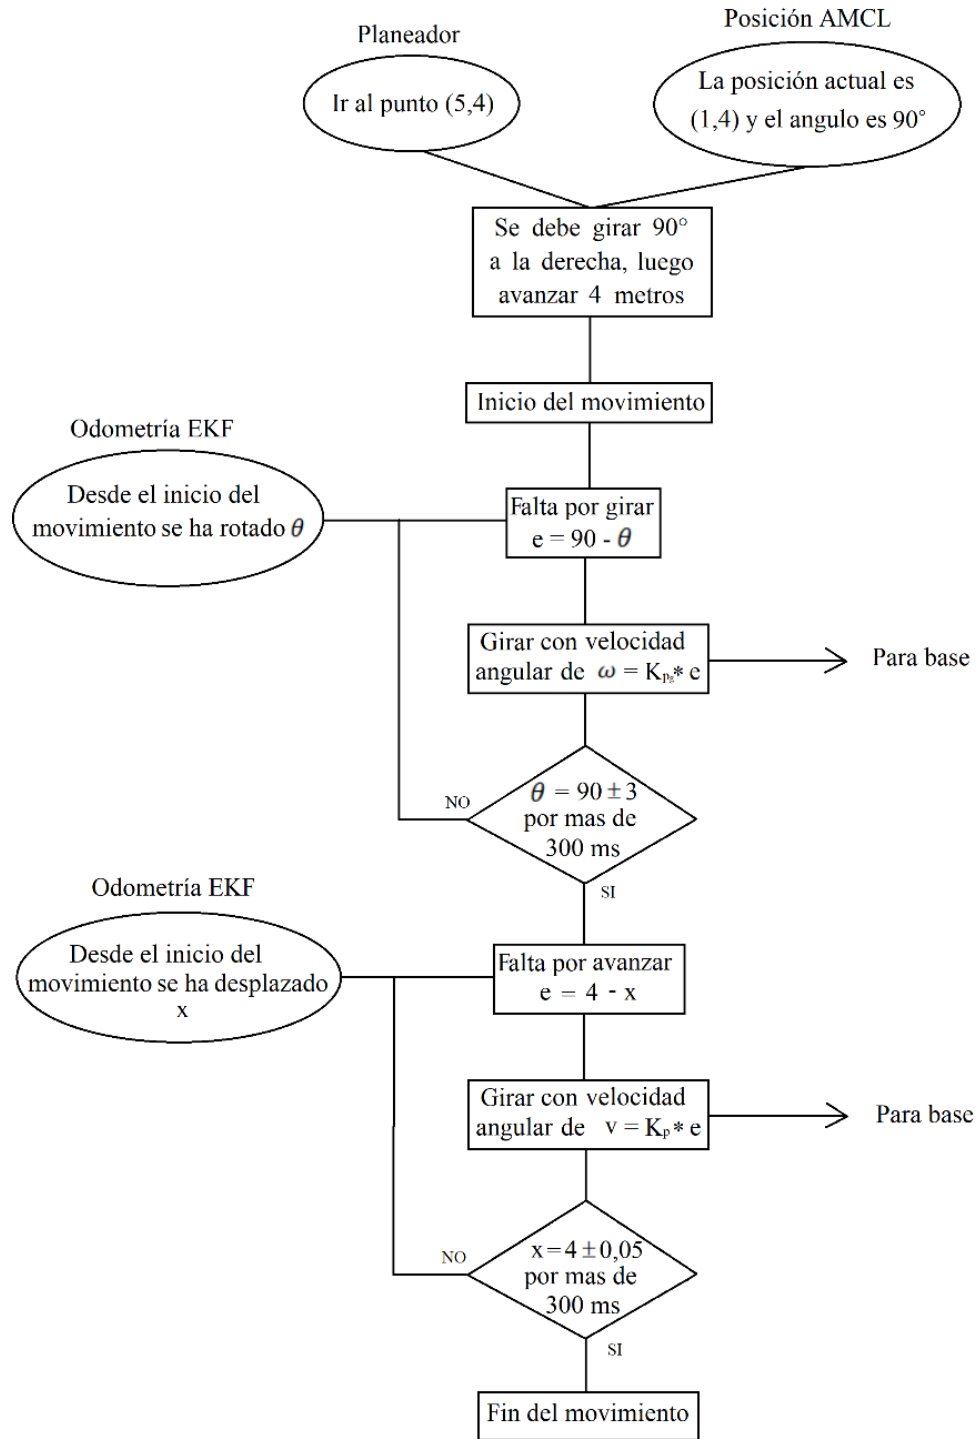 Planeador
Posición AMCL
Ir al punto (5,4)
La posición actual es
(1,4) y el angulo es 90°
Se debe girar 90°
a la derecha, luego
avanzar 4 metros
Inicio del movimiento
Odometría EKF
Desde el inicio del
movimiento se ha rotado θ
Falta por girar
e = 90 - θ
Girar con velocidad
angular de ω = Kpg* e
Para base
θ = 90 ± 3
por mas de
300 ms
NO
SI
Odometría EKF
Desde el inicio del
movimiento se ha desplazado
x
Falta por avanzar
e = 4 - x
Girar con velocidad
angular de v = Kp* e
Para base
x = 4 ± 0,05
por mas de
300 ms
NO
SI
Fin del movimiento